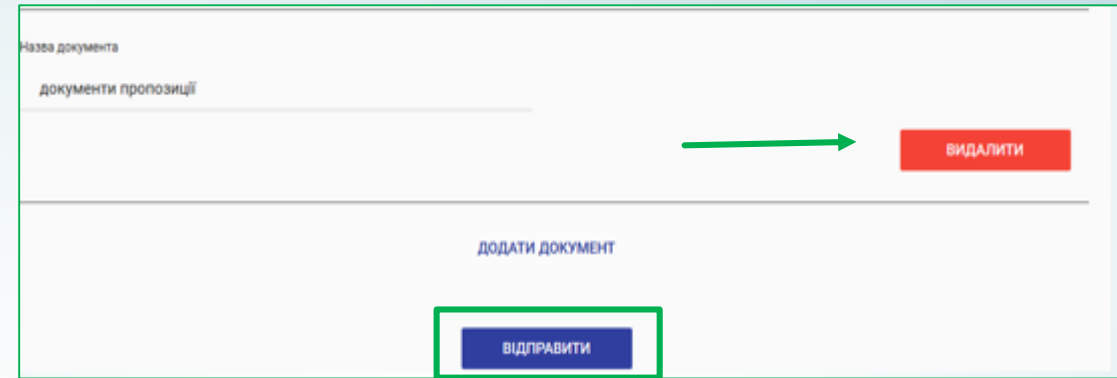 Назва документа
документи пропозиції
ВИДАЛИТИ
ДОДАТИ ДОКУМЕНТ
ВІДПРАВИТИ